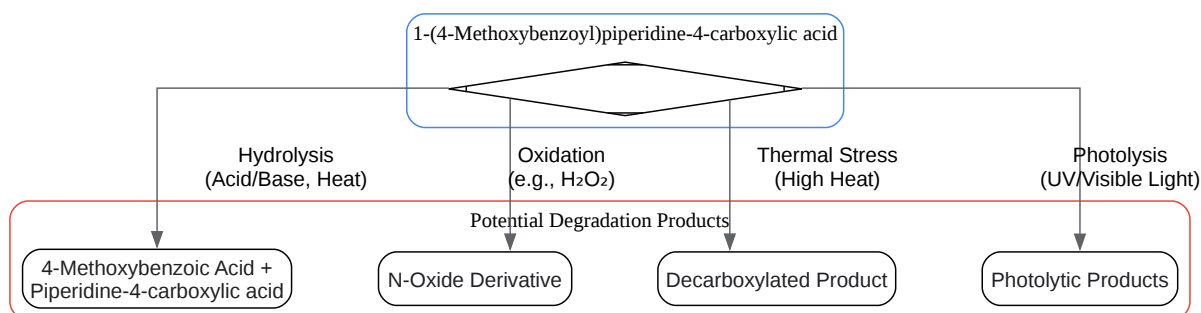 1-(4-Methoxybenzoyl)piperidine-4-carboxylic acid
Hydrolysis
(Acid/Base, Heat)
Oxidation
(e.g., H₂O₂)
Thermal Stress
(High Heat)
Photolysis
(UV/Visible Light)
Potential Degradation Products
4-Methoxybenzoic Acid +
Piperidine-4-carboxylic acid
N-Oxide Derivative
Decarboxylated Product
Photolytic Products